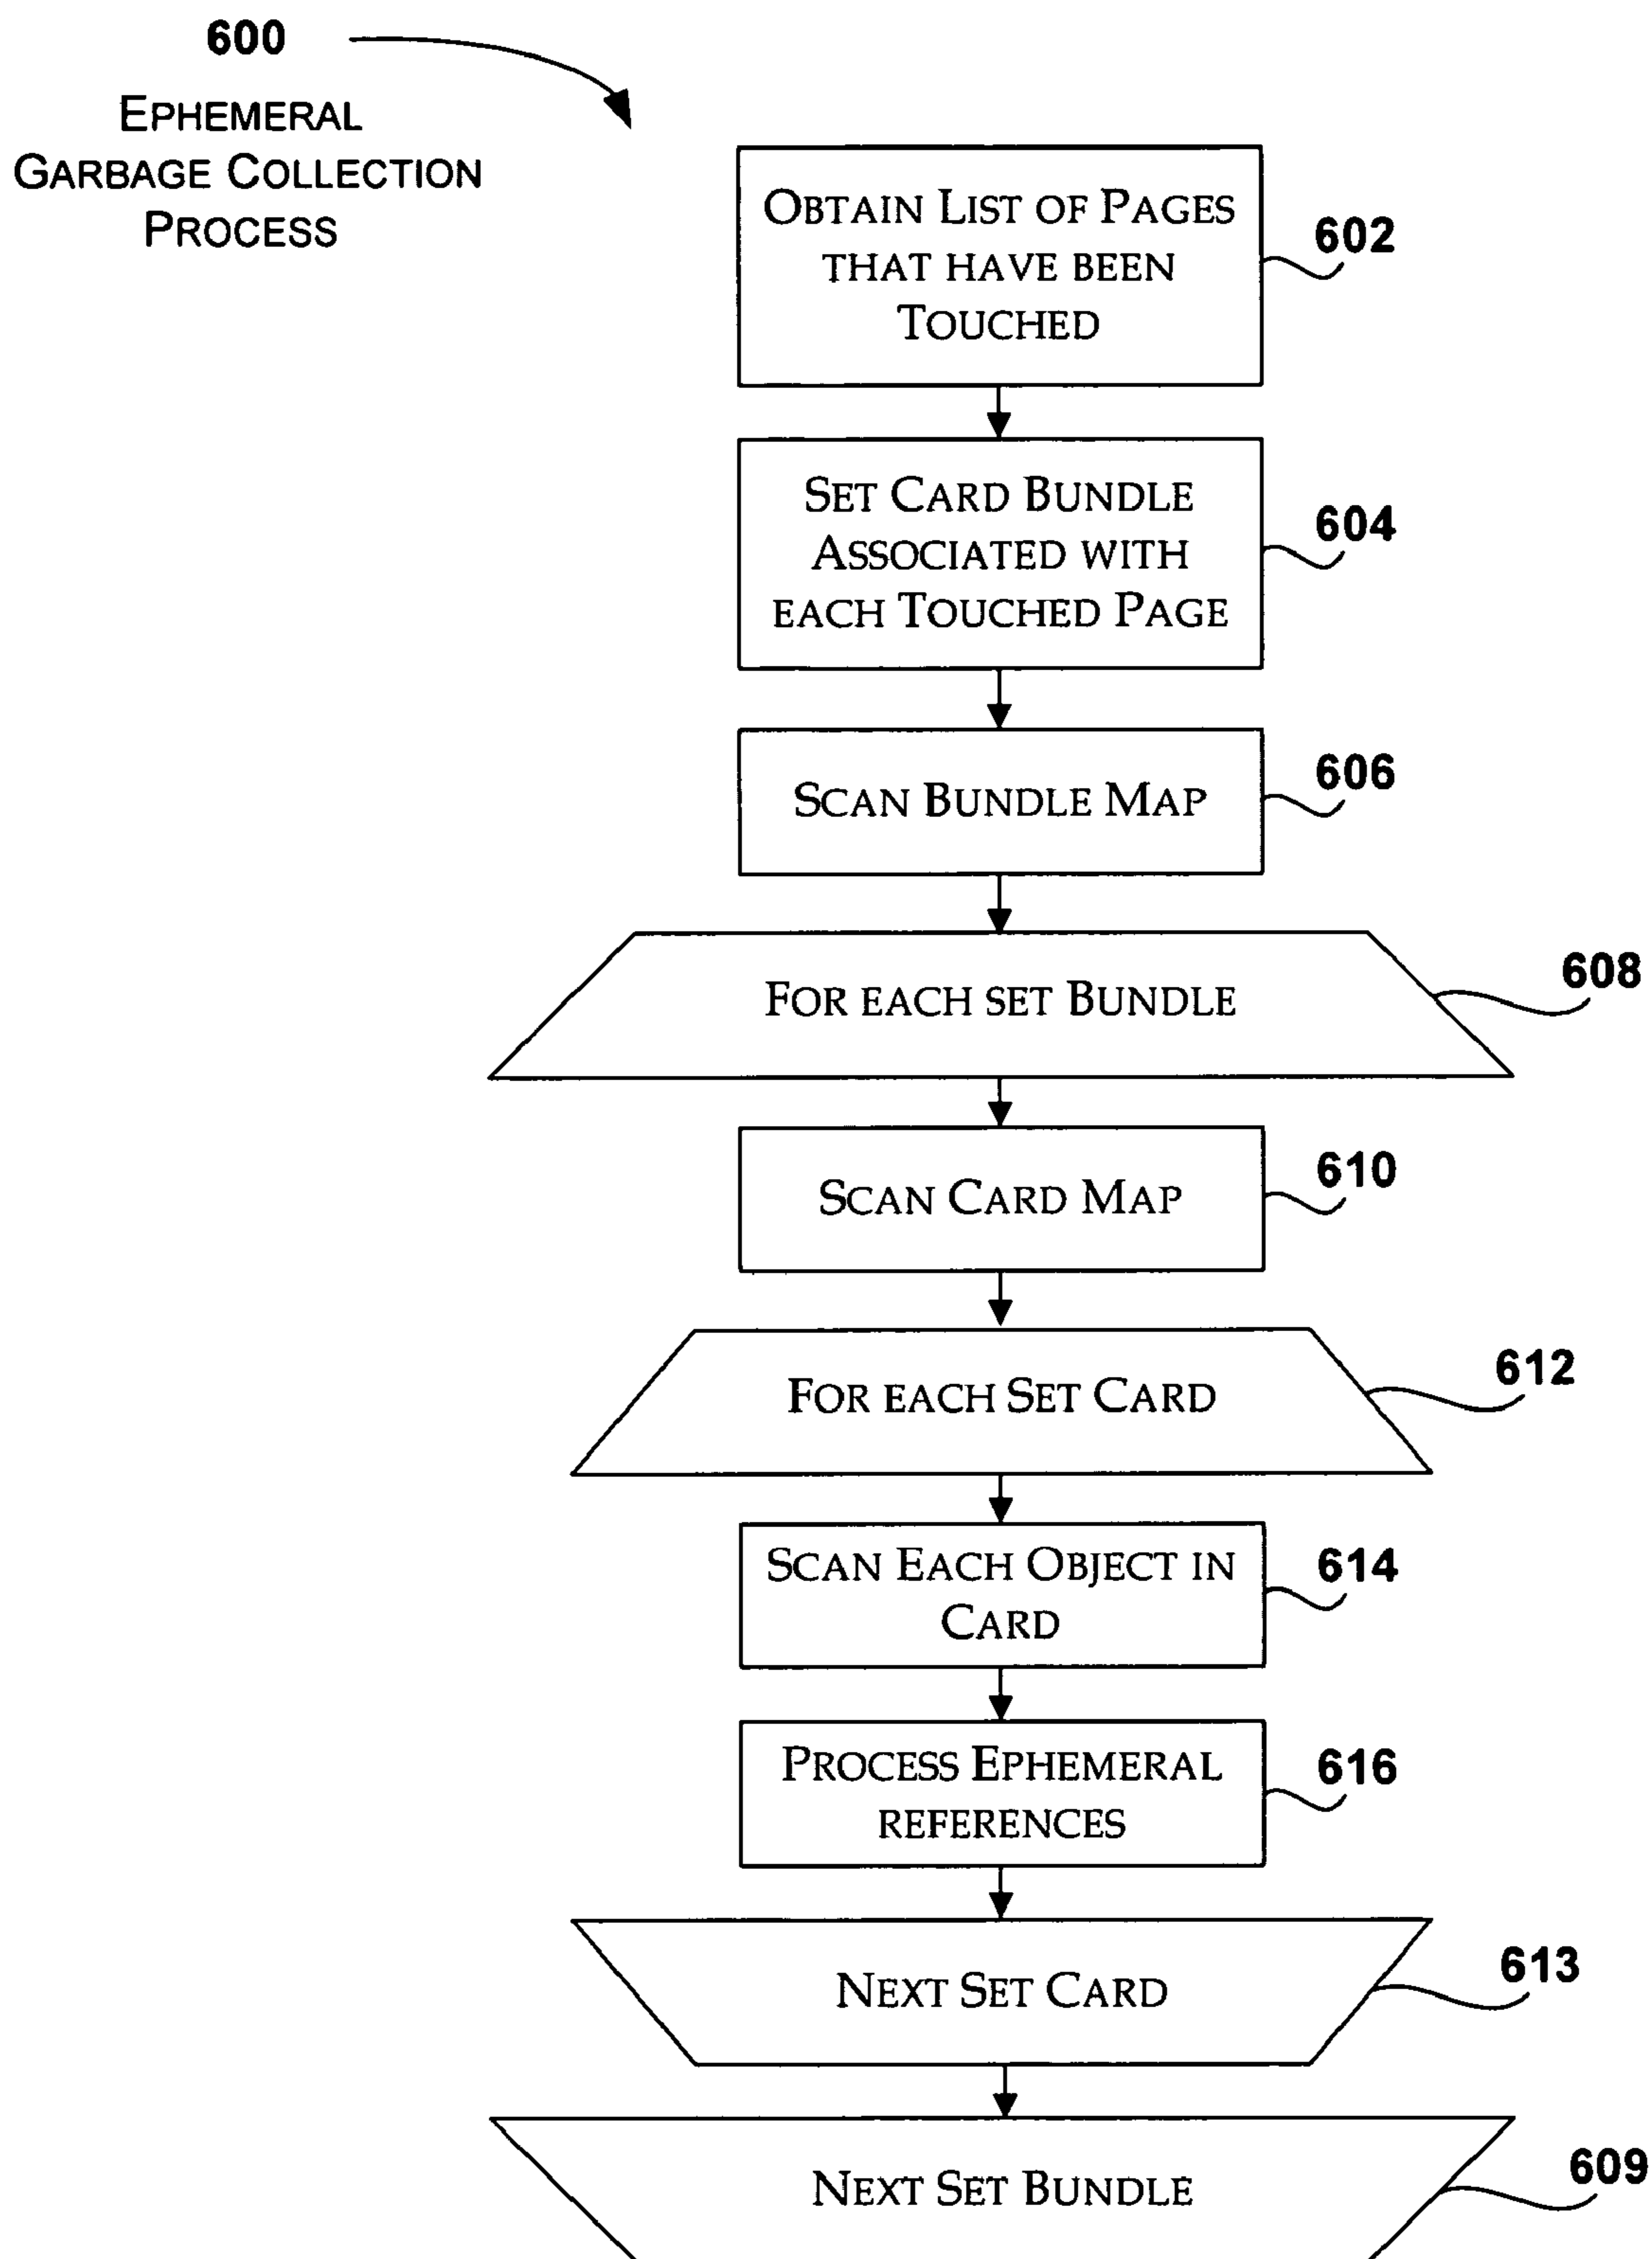 600
EPHEMERAL
GARBAGE COLLECTION
PROCESS
OBTAIN LIST OF PAGES
THAT HAVE BEEN
TOUCHED
602
SET CARD BUNDLE
ASSOCIATED WITH
EACH TOUCHED PAGE
604
SCAN BUNDLE MAP
606
FOR EACH SET BUNDLE
608
SCAN CARD MAP
610
FOR EACH SET CARD
612
SCAN EACH OBJECT IN
CARD
614
PROCESS EPHEMERAL
REFERENCES
616
NEXT SET CARD
613
NEXT SET BUNDLE
609